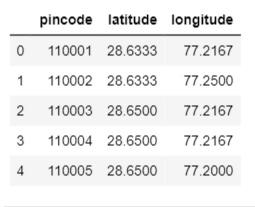 pincode latitude longitude
0 110001 28.6333 77.2167
1 110002 28.6333 77.2500
2 110003 28.6500 77.2167
3 110004 28.6500 77.2167
4 110005 28.6500 77.2000